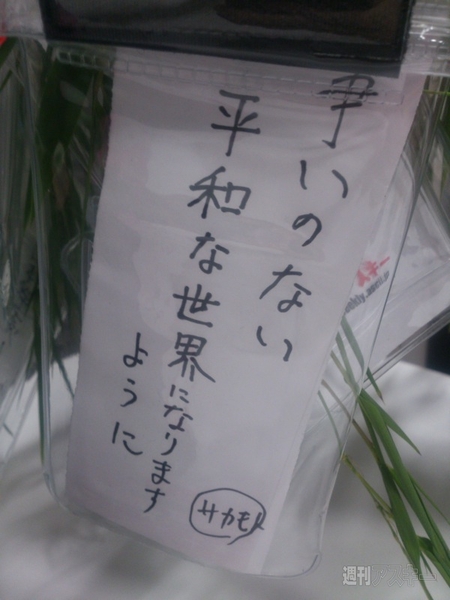 争いのない
平和な世界になります
ように
サカモト
週刊